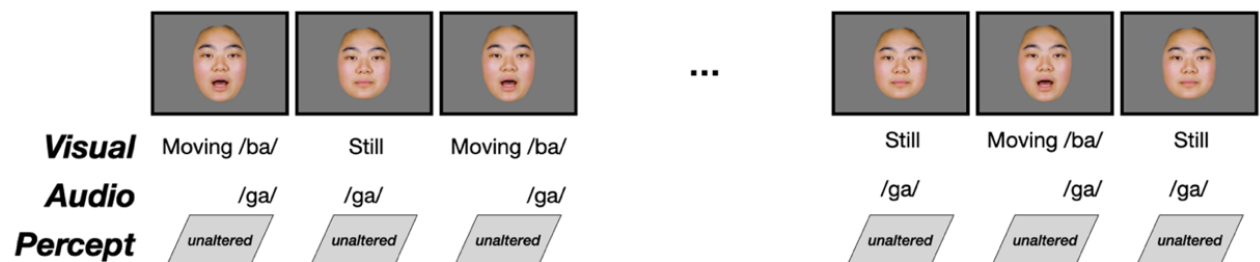 ...
Visual Moving /ba/ Still Moving /ba/ Still Moving /ba/ Still
Audio /ga/ /ga/ /ga/ /ga/ /ga/ /ga/
Percept unaltered unaltered unaltered unaltered unaltered unaltered